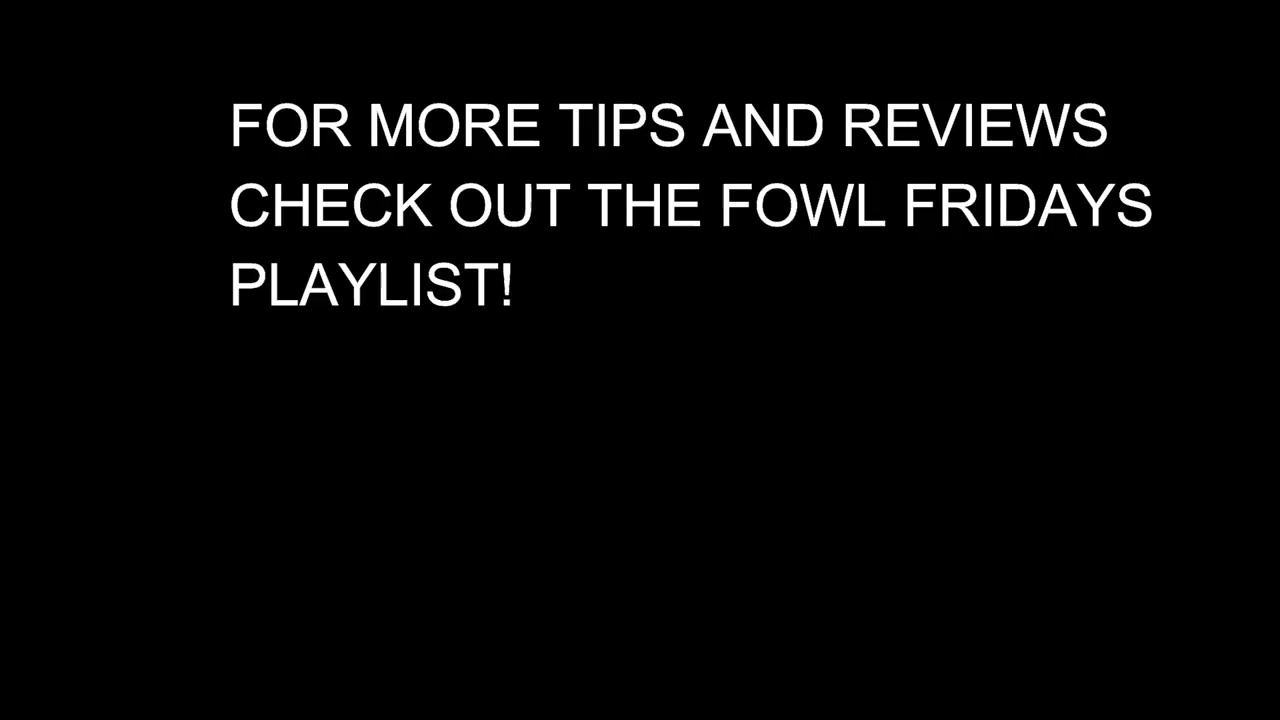 FOR MORE TIPS AND REVIEWS
CHECK OUT THE FOWL FRIDAYS
PLAYLIST!